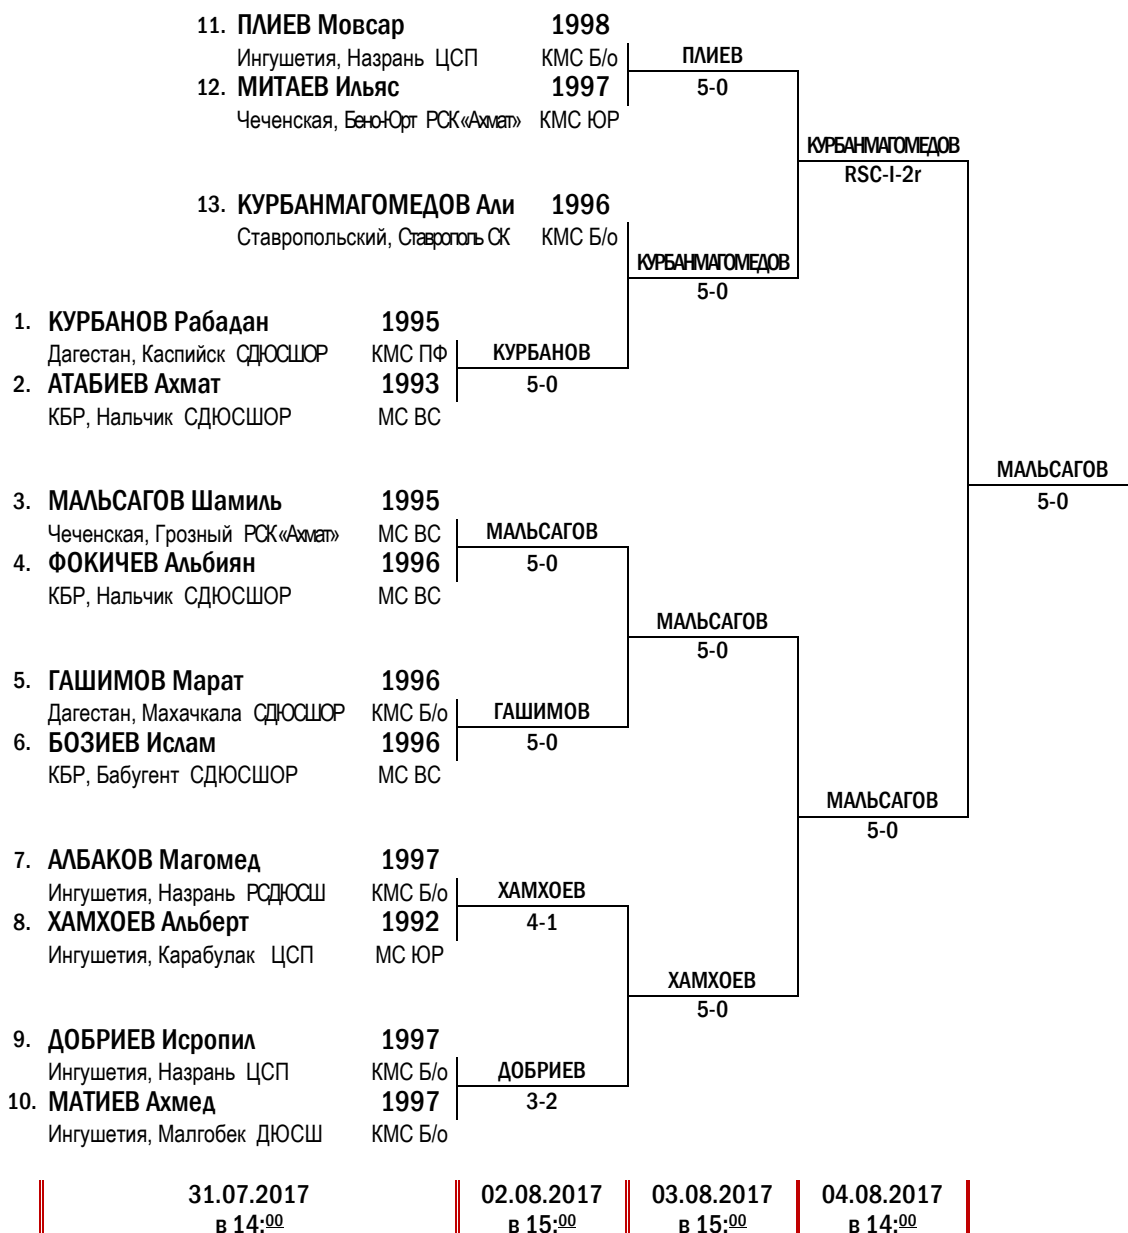 11. ПЛИЕВ Мовсар 1998
Ингушетия, Назрань ЦСП КМС Б/о
ПЛИЕВ
12. МИТАЕВ Ильяс 1997
5-0
Чеченская, Бено-Юрт РСК «Ахмат» КМС ЮР
КУРБАНМАГОМЕДОВ
RSC-I-2r
13. КУРБАНМАГОМЕДОВ Али 1996
Ставропольский, Ставрополь СК КМС Б/о
КУРБАНМАГОМЕДОВ
5-0
1. КУРБАНОВ Рабадан 1995
Дагестан, Каспийск СДЮСШОР КМС ПФ
КУРБАНОВ
2. АТАБИЕВ Ахмат 1993
5-0
КБР, Нальчик СДЮСШОР МС ВС
МАЛЬСАГОВ
5-0
3. МАЛЬСАГОВ Шамиль 1995
Чеченская, Грозный РСК «Ахмат» МС ВС
МАЛЬСАГОВ
4. ФОКИЧЕВ Альбиян 1996
5-0
КБР, Нальчик СДЮСШОР МС ВС
МАЛЬСАГОВ
5-0
5. ГАШИМОВ Марат 1996
Дагестан, Махачкала СДЮСШОР КМС Б/о
ГАШИМОВ
6. БОЗИЕВ Ислам 1996
5-0
КБР, Бабугент СДЮСШОР МС ВС
МАЛЬСАГОВ
5-0
7. АЛБАКОВ Магомед 1997
Ингушетия, Назрань РСДЮСШ КМС Б/о
ХАМХОЕВ
8. ХАМХОЕВ Альберт 1992
4-1
Ингушетия, Карабулак ЦСП МС ЮР
ХАМХОЕВ
5-0
9. ДОБРИЕВ Исропил 1997
Ингушетия, Назрань ЦСП КМС Б/о
ДОБРИЕВ
10. МАТИЕВ Ахмед 1997
3-2
Ингушетия, Малгобек ДЮСШ КМС Б/о
31.07.2017 02.08.2017 03.08.2017 04.08.2017
в 14:00 в 15:00 в 15:00 в 14:00